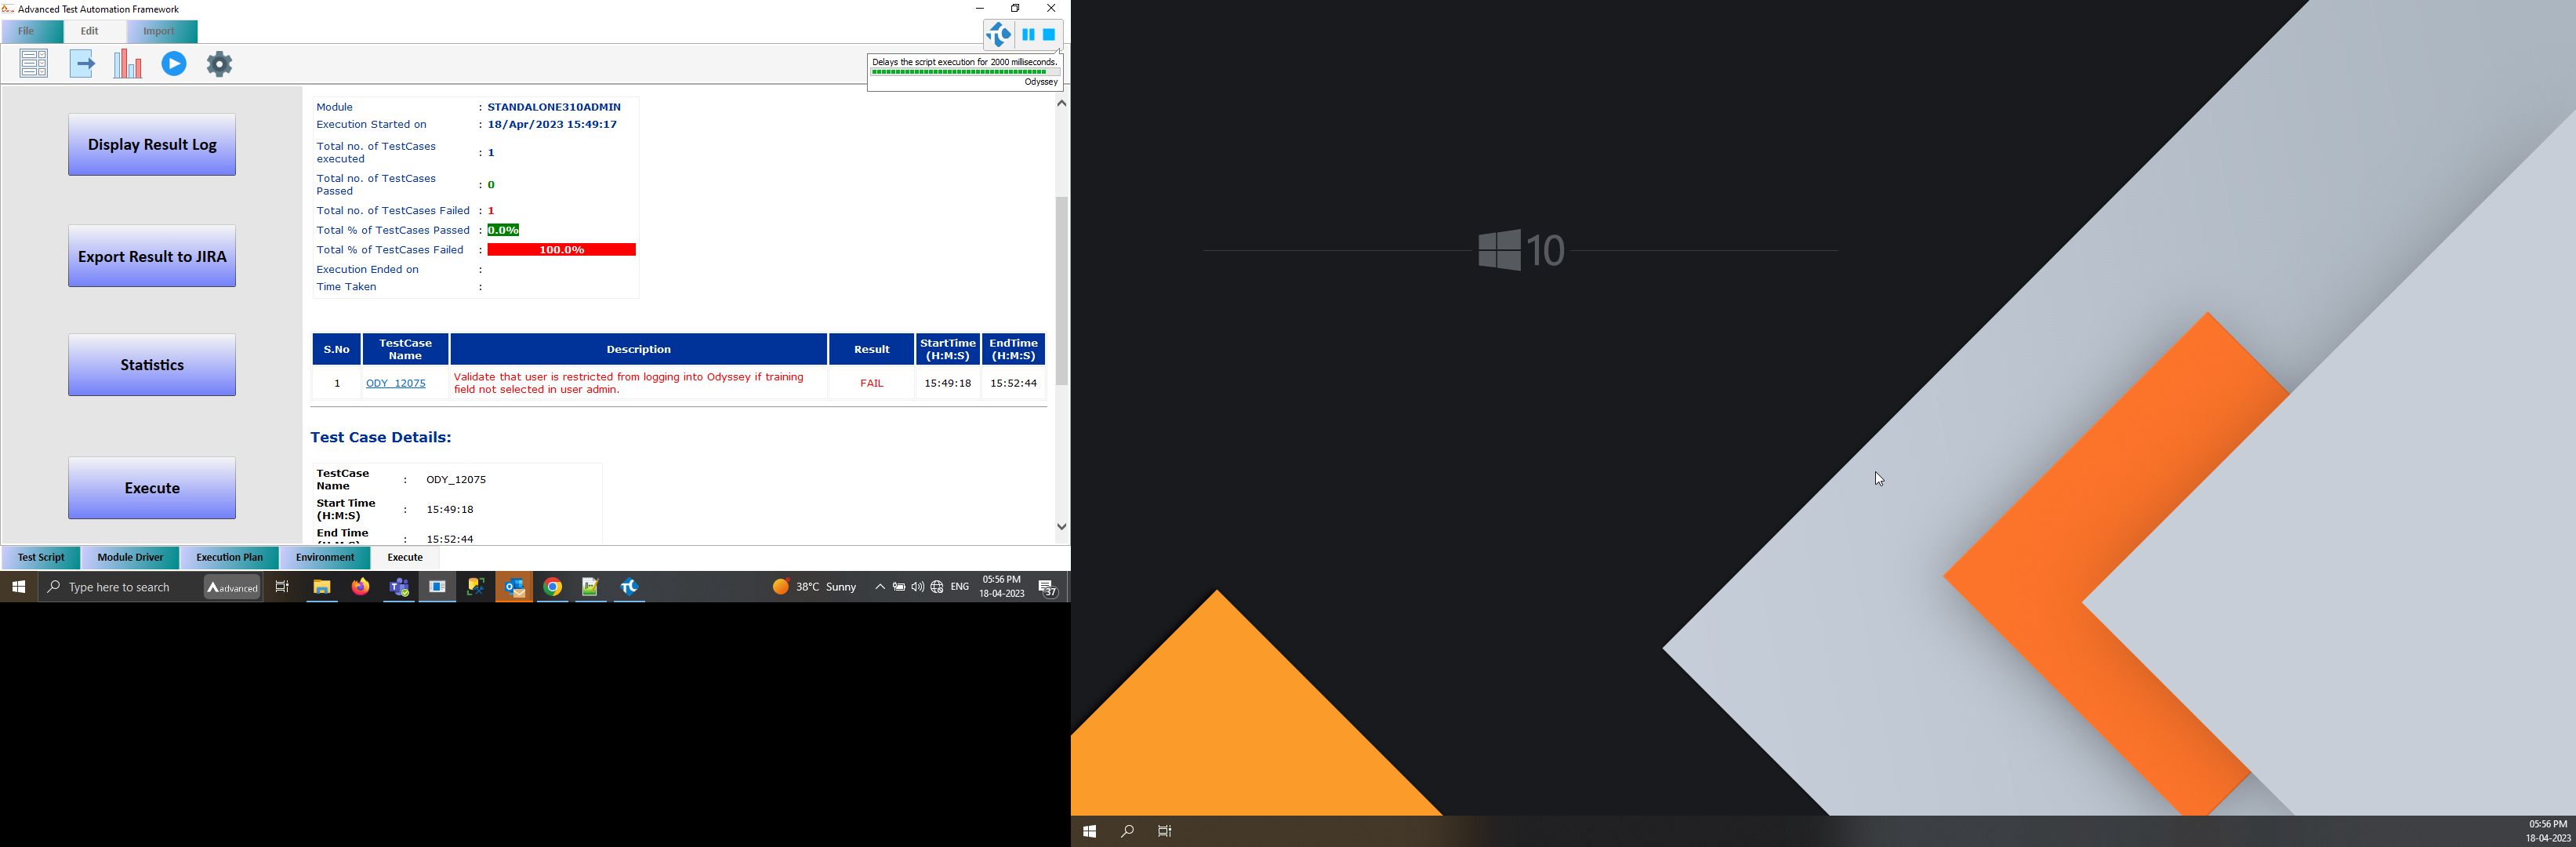 Advanced Test Automation Framework
File
Edit
Import
Delays the script execution for 2000 milliseconds.
Odyssey
Display Result Log
Export Result to JIRA
Statistics
Execute
Module : STANDALONE310ADMIN
Execution Started on : 18/Apr/2023 15:49:17
Total no. of TestCases
executed : 1
Total no. of TestCases
Passed : 0
Total no. of TestCases Failed : 1
Total % of TestCases Passed : 0.0%
Total % of TestCases Failed : 100.0%
Execution Ended on :
Time Taken :
S.No TestCase Name Description Result StartTime (H:M:S) EndTime (H:M:S)
1 ODY_12075 Validate that user is restricted from logging into Odyssey if training FAIL 15:49:18 15:52:44
field not selected in user admin.
Test Case Details:
TestCase
Name : ODY_12075
Start Time
(H:M:S) : 15:49:18
End Time
(H:M:S) : 15:52:44
Test Script
Module Driver
Execution Plan
Environment
Execute
Type here to search
advanced
38°C Sunny
ENG
05:56 PM
18-04-2023
37
10
05:56 PM
18-04-2023